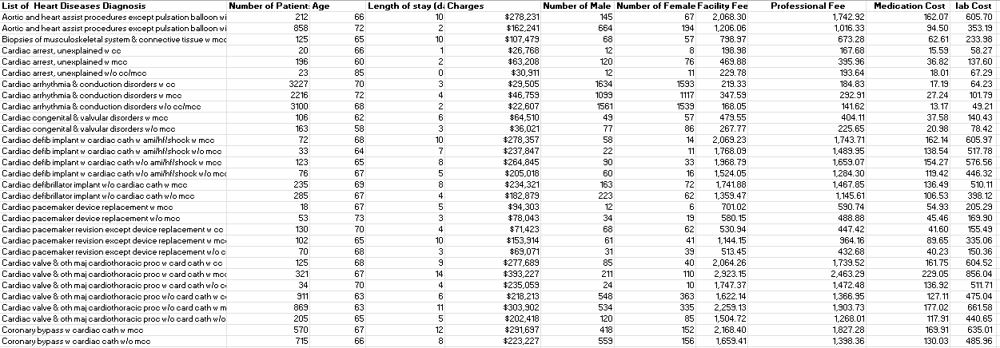 List of Heart Diseases Diagnosis Number of Patient: Age Length of stay (da Charges Number of Male Number of Female Facility Fee Professional Fee Medication Cost lab Cost
Aortic and heart assist procedures except pulsation balloon wi 212 66 10 $278,231 145 67 2,068.30 1,742.92 162.07 605.70
Aortic and heart assist procedures except pulsation balloon wi 858 72 2 $162,241 664 194 1,206.06 1,016.33 94.50 353.19
Biopsies of musculoskeletal system & connective tissue w mcc 125 65 10 $107,479 68 57 798.97 673.28 62.61 233.98
Cardiac arrest, unexplained w cc 20 66 1 $26,768 12 8 198.98 167.68 15.59 58.27
Cardiac arrest, unexplained w mcc 196 60 2 $63,208 120 76 469.88 395.96 36.82 137.60
Cardiac arrest, unexplained w/o cc/mcc 23 85 0 $30,911 12 11 229.78 193.64 18.01 67.29
Cardiac arrhythmia & conduction disorders w cc 3227 70 3 $29,505 1634 1593 219.33 184.83 17.19 64.23
Cardiac arrhythmia & conduction disorders w mcc 2216 72 4 $46,759 1099 1117 347.59 292.91 27.24 101.79
Cardiac arrhythmia & conduction disorders w/o cc/mcc 3100 68 2 $22,607 1561 1539 168.05 141.62 13.17 49.21
Cardiac congenital & valvular disorders w mcc 106 62 6 $64,510 49 57 479.55 404.11 37.58 140.43
Cardiac congenital & valvular disorders w/o mcc 163 58 3 $36,021 77 86 267.77 225.65 20.98 78.42
Cardiac defib implant w cardiac cath w ami/hf/shock w mcc 72 68 10 $278,357 58 14 2,069.23 1,743.71 162.14 605.97
Cardiac defib implant w cardiac cath w ami/hf/shock w/o mcc 33 64 7 $237,847 22 11 1,768.09 1,489.95 138.54 517.78
Cardiac defib implant w cardiac cath w/o ami/hf/shock w mcc 123 65 8 $264,845 90 33 1,968.79 1,659.07 154.27 576.56
Cardiac defib implant w cardiac cath w/o ami/hf/shock w/o mcc 76 67 5 $205,018 60 16 1,524.05 1,284.30 119.42 446.32
Cardiac defibrillator implant w/o cardiac cath w mcc 235 69 8 $234,321 163 72 1,741.88 1,467.85 136.49 510.11
Cardiac defibrillator implant w/o cardiac cath w/o mcc 285 67 4 $182,879 223 62 1,359.47 1,145.61 106.53 398.12
Cardiac pacemaker device replacement w mcc 18 67 5 $94,303 12 6 701.02 590.74 54.93 205.29
Cardiac pacemaker device replacement w/o mcc 53 73 3 $78,043 34 19 580.15 488.88 45.46 169.90
Cardiac pacemaker revision except device replacement w cc 130 70 4 $71,423 68 62 530.94 447.42 41.60 155.49
Cardiac pacemaker revision except device replacement w mcc 102 65 10 $153,914 61 41 1,144.15 964.16 89.65 335.06
Cardiac pacemaker revision except device replacement w/o c 70 68 3 $69,071 31 39 513.45 432.68 40.23 150.36
Cardiac valve & oth maj cardiothoracic proc w card cath w cc 125 68 9 $277,689 85 40 2,064.26 1,739.52 161.75 604.52
Cardiac valve & oth maj cardiothoracic proc w card cath w mcc 321 67 14 $393,227 211 110 2,923.15 2,463.29 229.05 856.04
Cardiac valve & oth maj cardiothoracic proc w card cath w/o cc 34 70 4 $235,059 24 10 1,747.37 1,472.48 136.92 511.71
Cardiac valve & oth maj cardiothoracic proc w/o card cath w cc 911 63 6 $218,213 548 363 1,622.14 1,366.95 127.11 475.04
Cardiac valve & oth maj cardiothoracic proc w/o card cath w m 869 63 11 $303,902 534 335 2,259.13 1,903.73 177.02 661.58
Cardiac valve & oth maj cardiothoracic proc w/o card cath w/o 205 65 5 $202,418 120 85 1,504.72 1,268.01 117.91 440.65
Coronary bypass w cardiac cath w mcc 570 67 12 $291,697 418 152 2,168.40 1,827.28 169.91 635.01
Coronary bypass w cardiac cath w/o mcc 715 66 8 $223,227 559 156 1,659.41 1,398.36 130.03 485.96